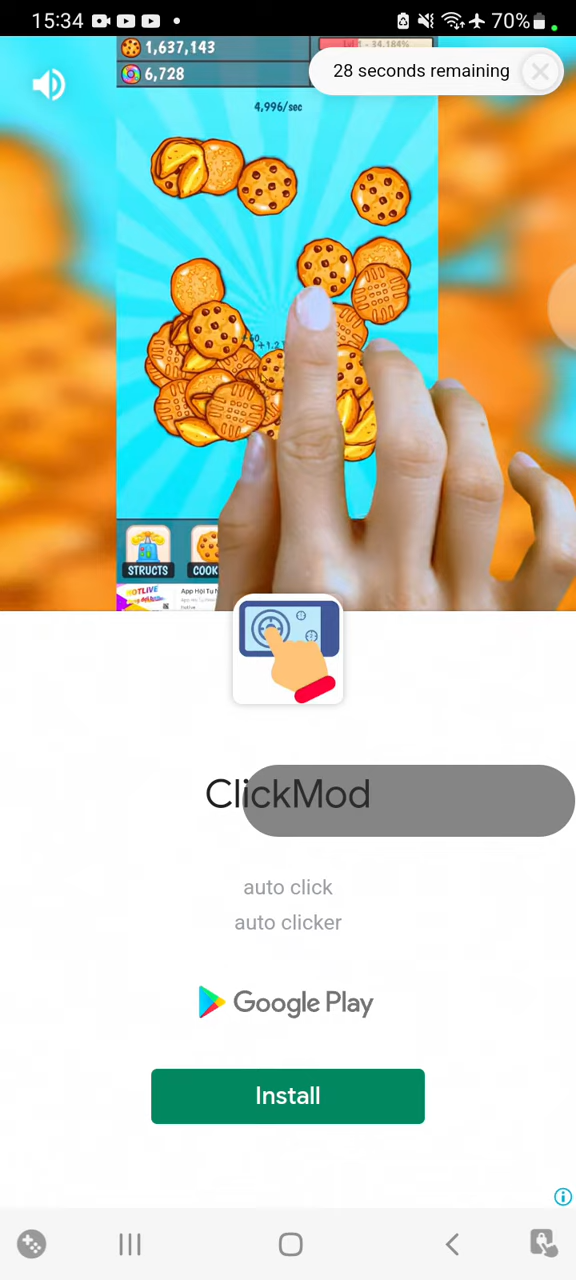 15:34
70%
1,637,143
28 seconds remaining
6,728
4,996/sec
STRUCTS
HOTLIVE
ClickMod
auto click
auto clicker
Google Play
Install